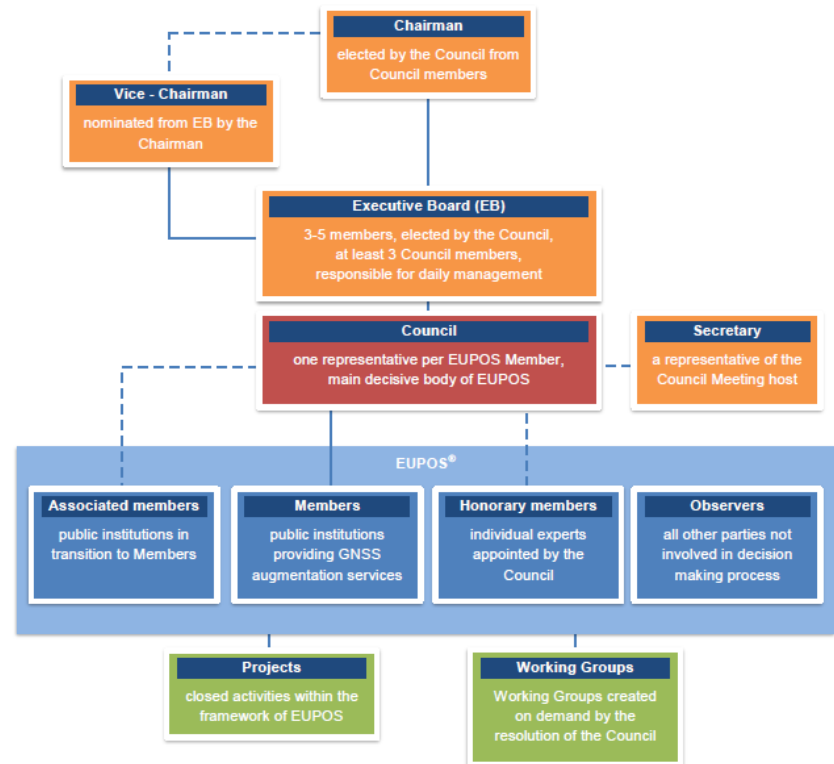 Chairman
elected by the Council from
Council members
Vice - Chairman
nominated from EB by the
Chairman
Executive Board (EB)
3-5 members, elected by the Council,
at least 3 Council members,
responsible for daily management
Council
one representative per EUPOS Member,
main decisive body of EUPOS
Secretary
a representative of the
Council Meeting host
EUPOS®
Associated members
public institutions in
transition to Members
Members
public institutions
providing GNSS
augmentation services
Honorary members
individual experts
appointed by the
Council
Observers
all other parties not
involved in decision
making process
Projects
closed activities within the
framework of EUPOS
Working Groups
Working Groups created
on demand by the
resolution of the Council